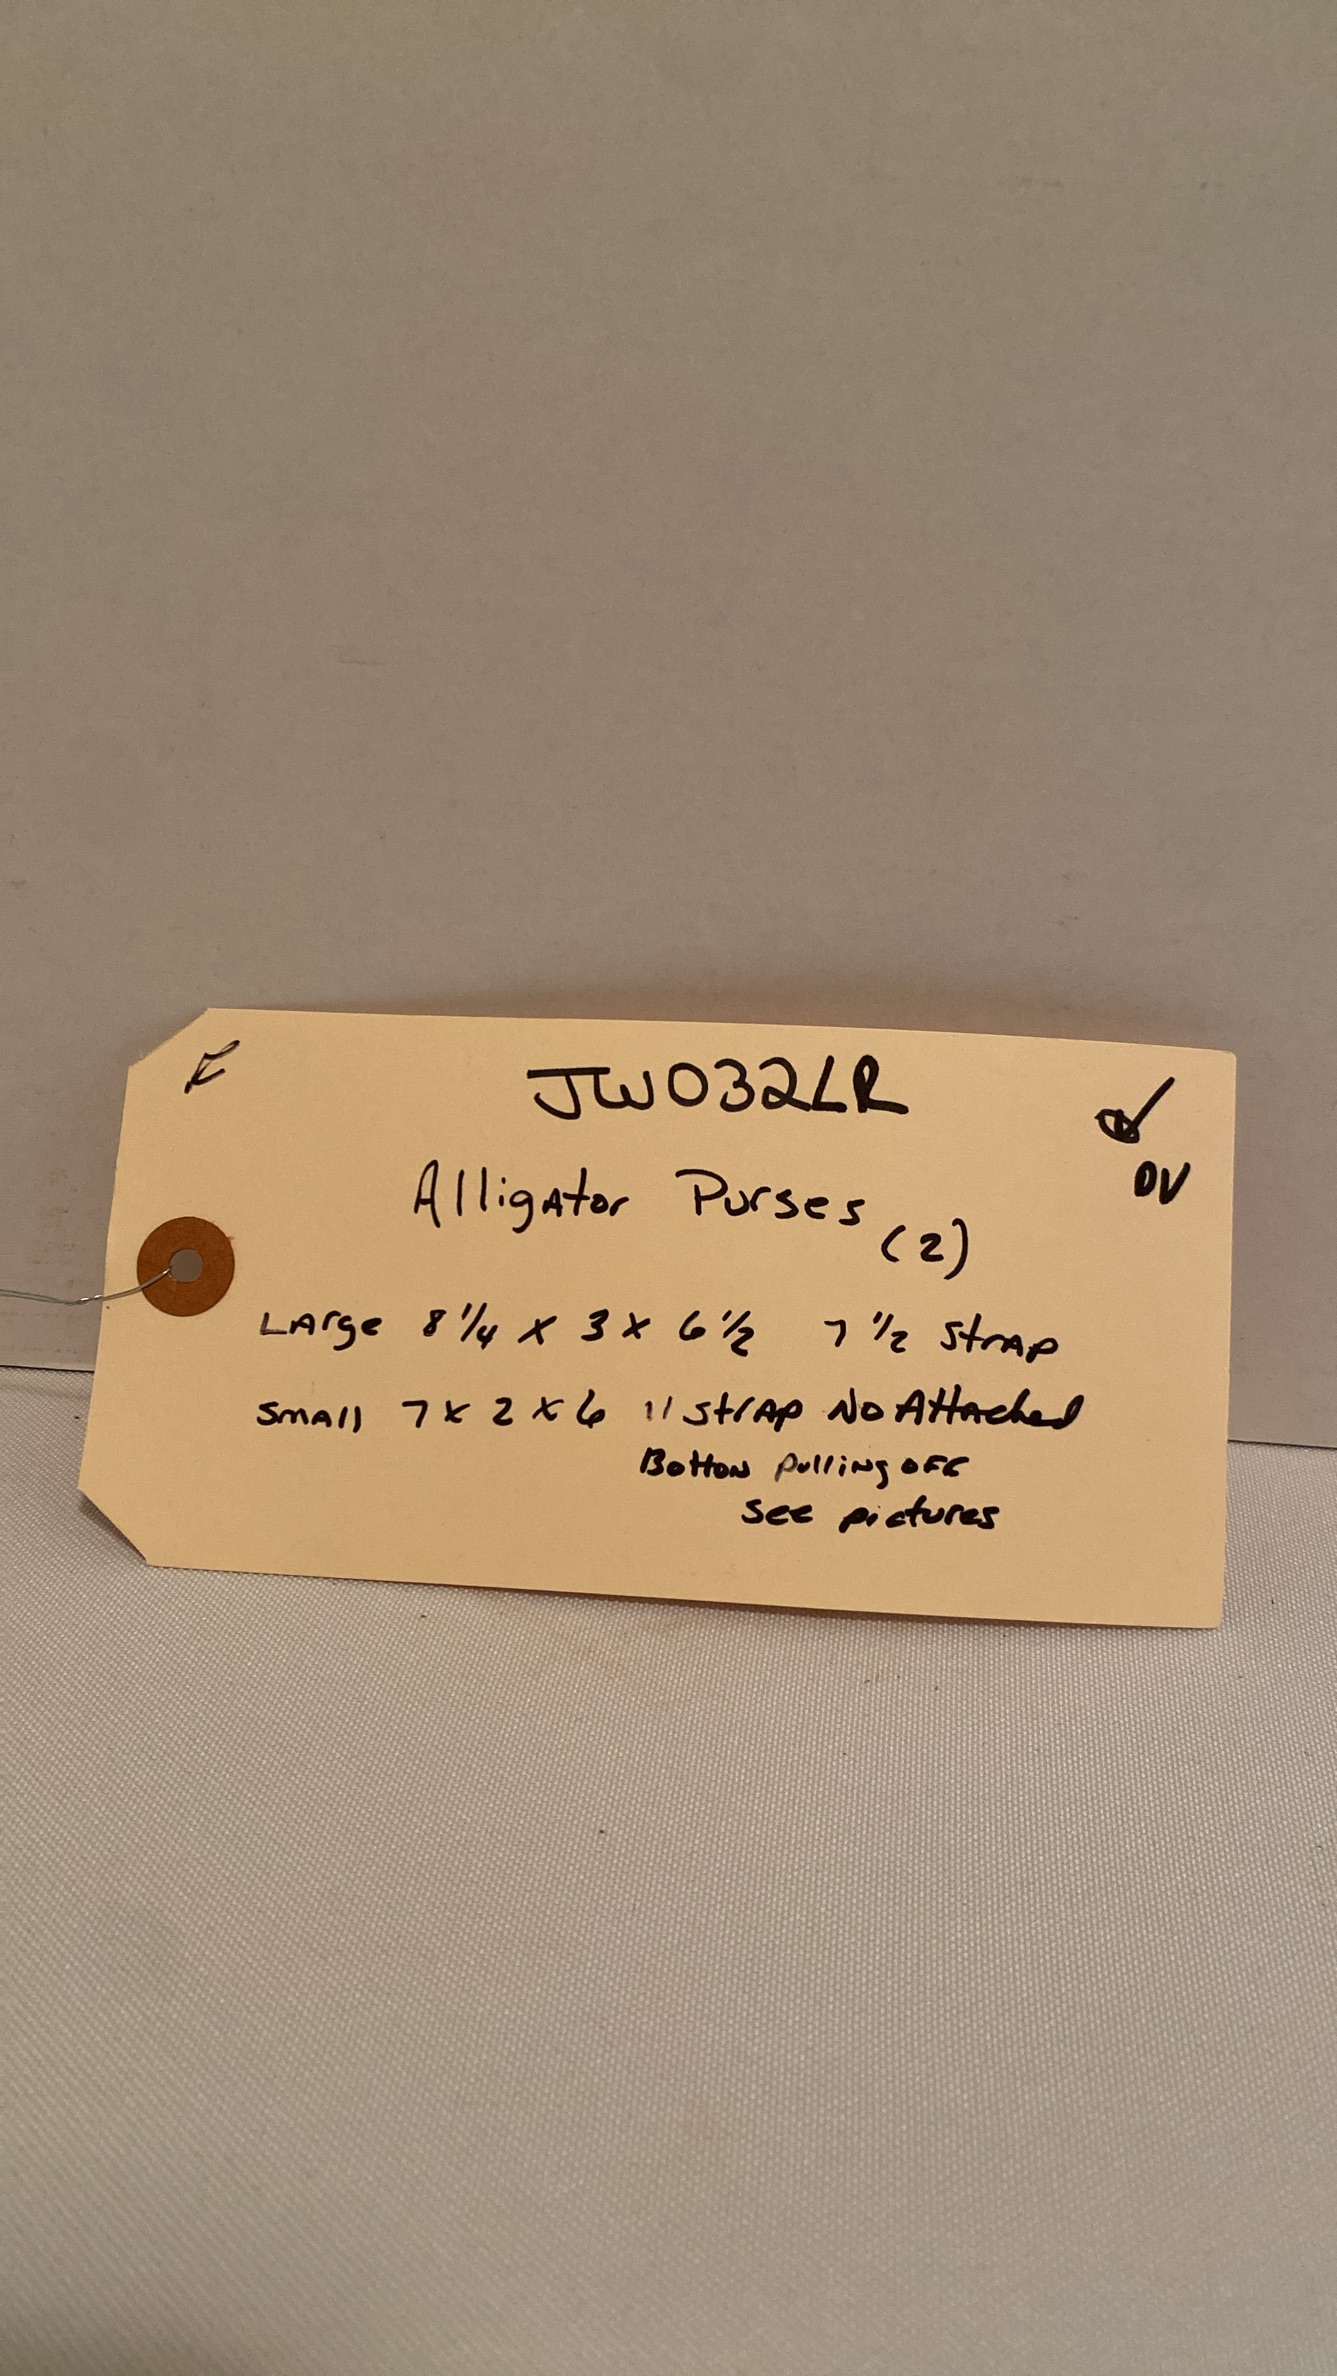 JW032LR
DV
Alligator Purses
(2)
Large 8 1/4 x 3 x 6 1/2 7 1/2 Strap
Small 7 x 2 x 6 11 Strap No Attached
Botton pulling off
See pictures